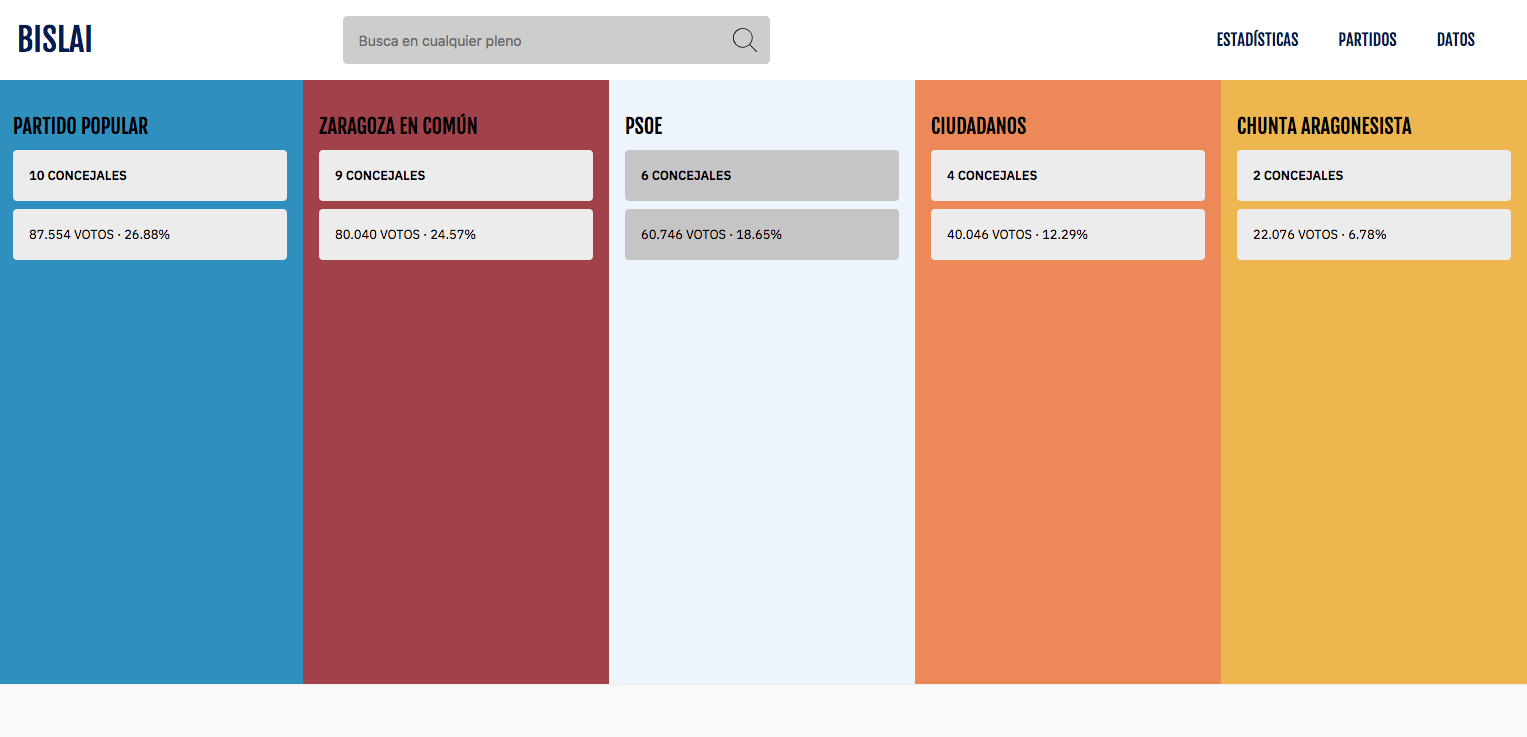 BISLAI
Busca en cualquier pleno
ESTADÍSTICAS
PARTIDOS
DATOS
PARTIDO POPULAR
10 CONCEJALES
87.554 VOTOS · 26.88%
ZARAGOZA EN COMÚN
9 CONCEJALES
80.040 VOTOS · 24.57%
PSOE
6 CONCEJALES
60.746 VOTOS · 18.65%
CIUDADANOS
4 CONCEJALES
40.046 VOTOS · 12.29%
CHUNTA ARAGONESISTA
2 CONCEJALES
22.076 VOTOS · 6.78%